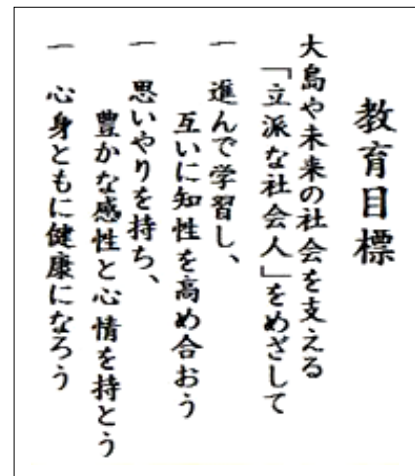 教育目標
大島や未来の社会を支える
「立派な社会人」をめざして
一 進んで学習し、
互いに知性を高め合おう
一 思いやりを持ち、
豊かな感性と心情を持とう
一 心身ともに健康になろう